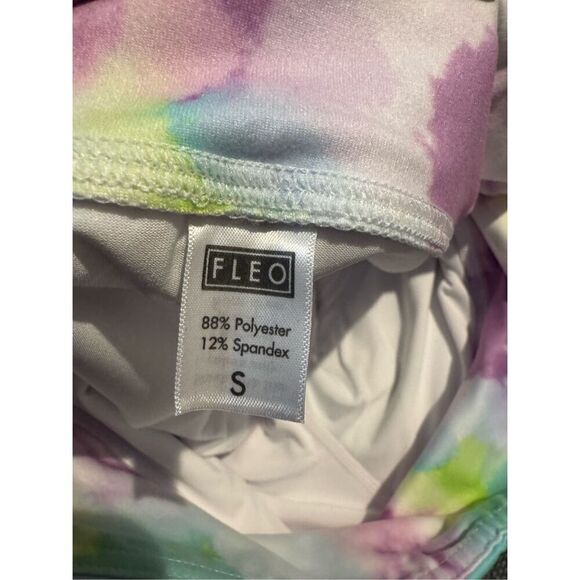 FLEO
88% Polyester
12% Spandex
S